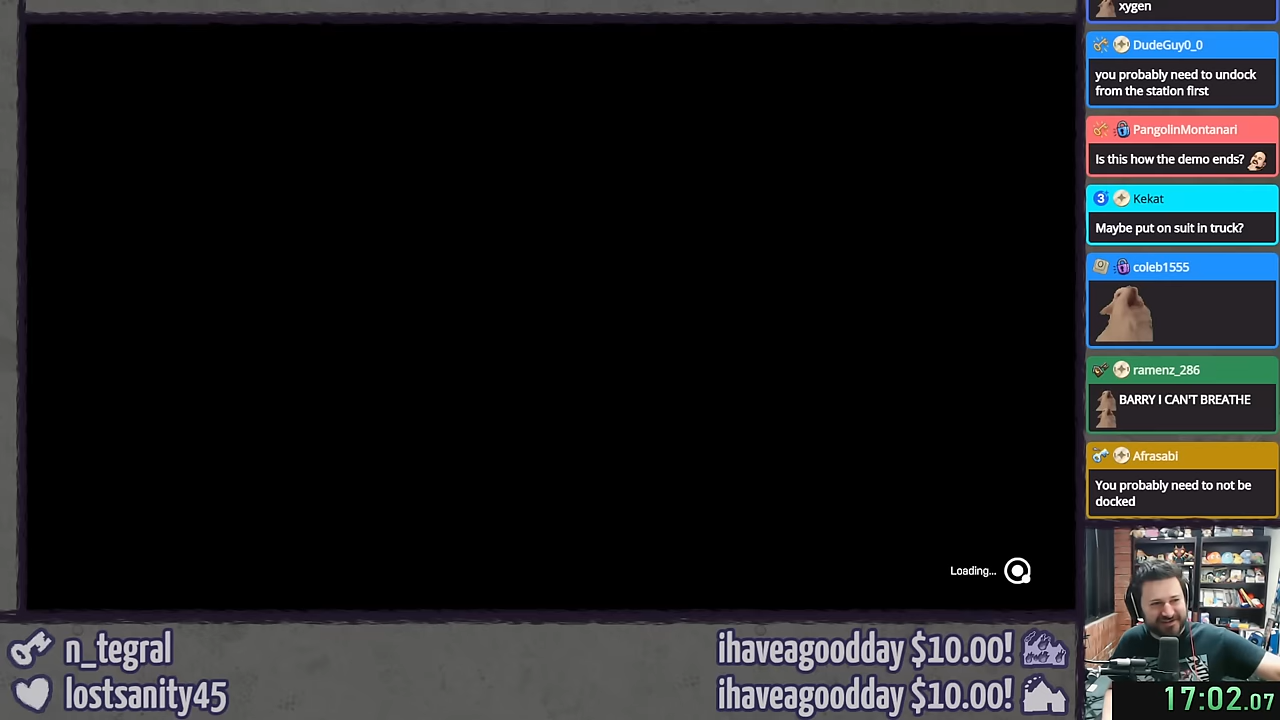 xygen
DudeGuy0_0
you probably need to undock
from the station first
PangolinMontanari
Is this how the demo ends?
3 Kekat
Maybe put on suit in truck?
coleb1555
ramenz_286
BARRY I CAN'T BREATHE
Afrasabi
You probably need to not be
docked
Loading...
n_tegral
ihaveagoodday $10.00!
lostsanity45
ihaveagoodday $10.00!
17:02.07